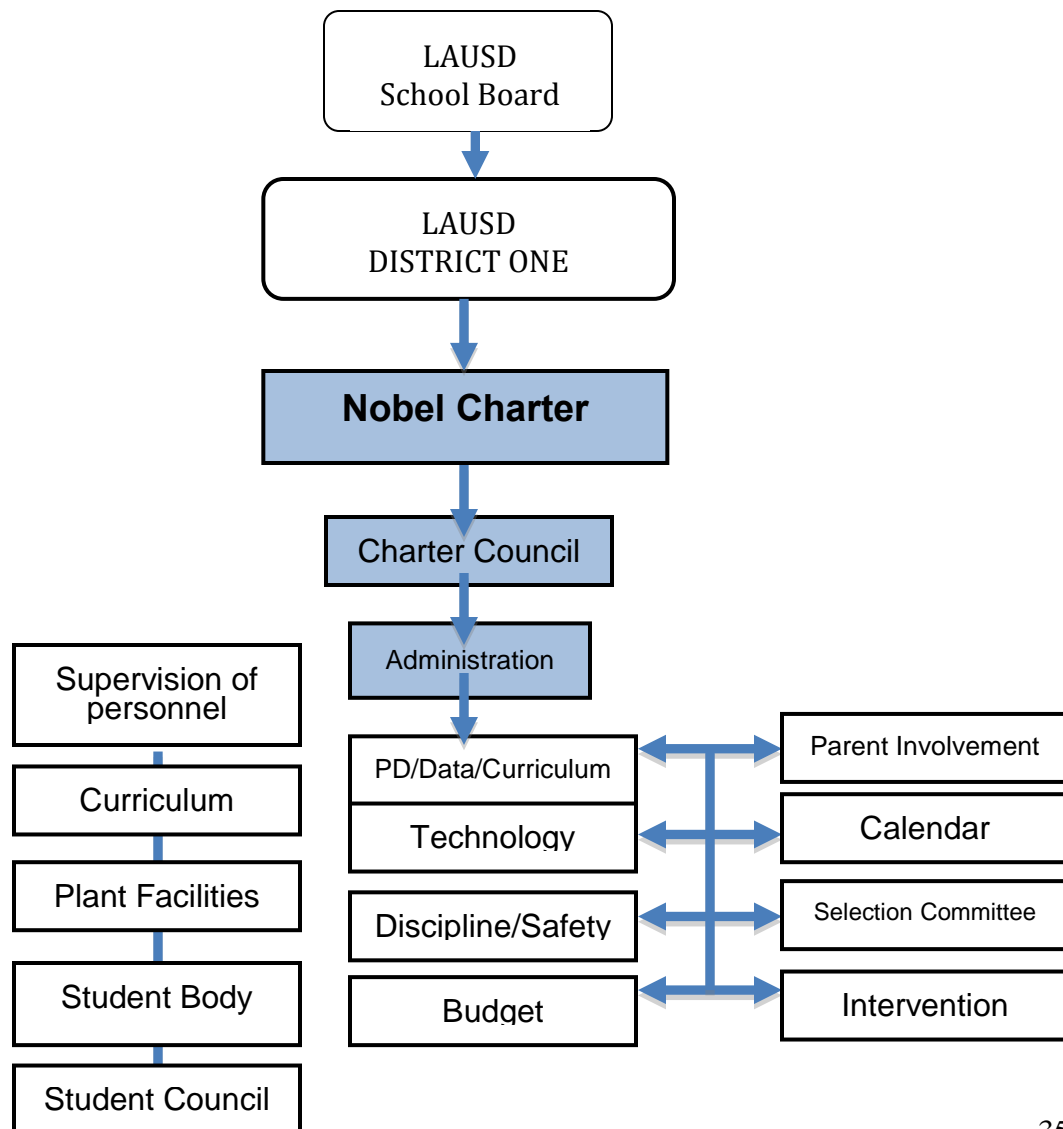 LAUSD
School Board
LAUSD
DISTRICT ONE
Nobel Charter
Charter Council
Administration
Supervision of
personnel
Curriculum
Plant Facilities
Student Body
Student Council
PD/Data/Curriculum
Technology
Discipline/Safety
Budget
Parent Involvement
Calendar
Selection Committee
Intervention